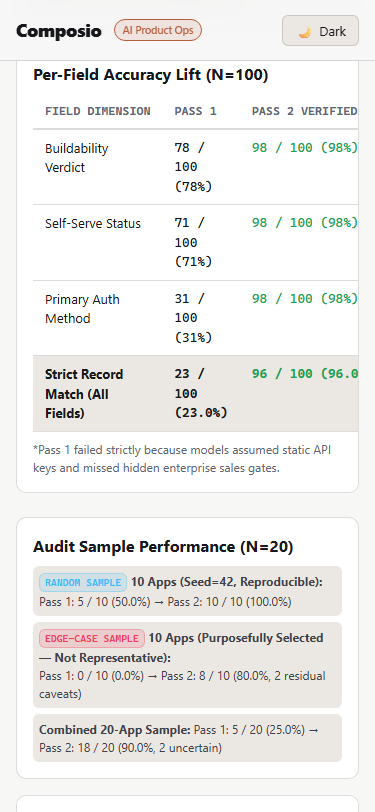 Composio
AI Product Ops
Dark
Per-Field Accuracy Lift (N=100)
FIELD DIMENSION PASS 1 PASS 2 VERIFIED
Buildability Verdict 78 / 100 (78%) 98 / 100 (98%)
Self-Serve Status 71 / 100 (71%) 98 / 100 (98%)
Primary Auth Method 31 / 100 (31%) 98 / 100 (98%)
Strict Record Match (All Fields) 23 / 100 (23.0%) 96 / 100 (96.0
*Pass 1 failed strictly because models assumed static API
keys and missed hidden enterprise sales gates.
Audit Sample Performance (N=20)
RANDOM SAMPLE 10 Apps (Seed=42, Reproducible):
Pass 1: 5 / 10 (50.0%) → Pass 2: 10 / 10 (100.0%)
EDGE-CASE SAMPLE 10 Apps (Purposefully Selected
— Not Representative):
Pass 1: 0 / 10 (0.0%) → Pass 2: 8 / 10 (80.0%, 2 residual
caveats)
Combined 20-App Sample: Pass 1: 5 / 20 (25.0%) →
Pass 2: 18 / 20 (90.0%, 2 uncertain)